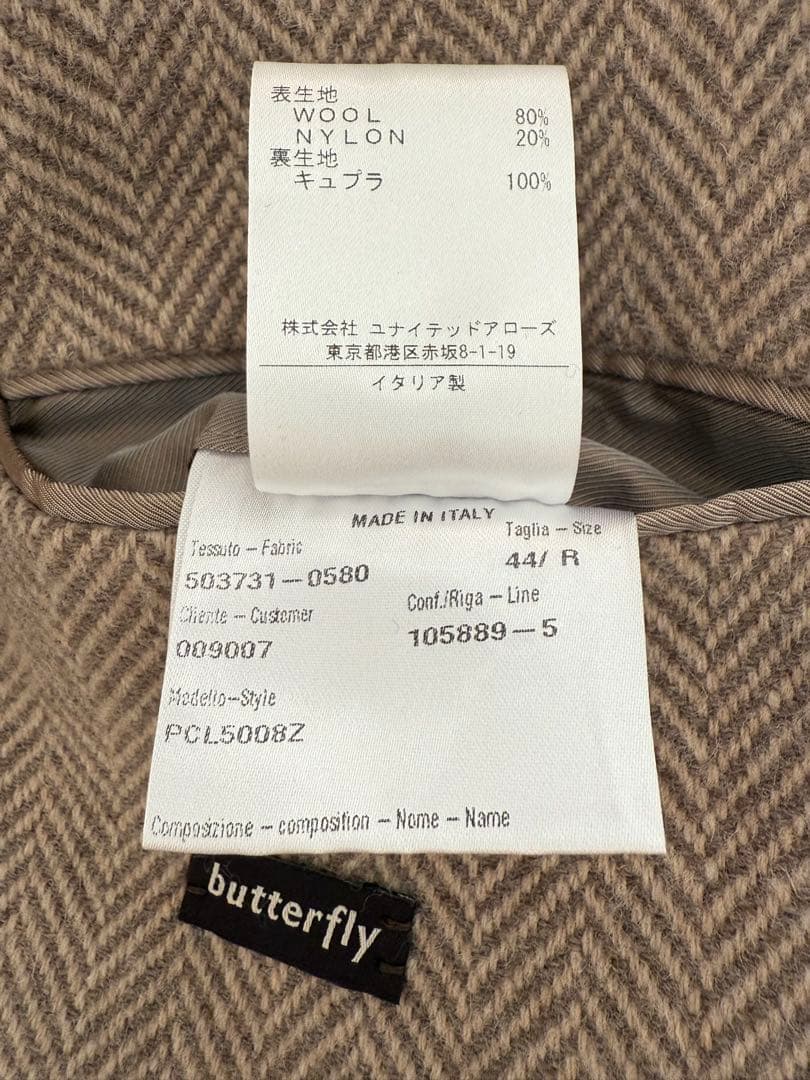 表生地
WOOL 80%
NYLON 20%
裏生地
キュプラ 100%
株式会社 ユナイテッドアローズ
東京都港区赤坂8-1-19
イタリア製
MADE IN ITALY
Taglia - Size
44/ R
Tessuto - Fabric
503731-0580
Conf./Riga - Line
105889-5
Cliente - Customer
009007
Modello-Style
PCL5008Z
Composizione - composition - Nome - Name
butterfly